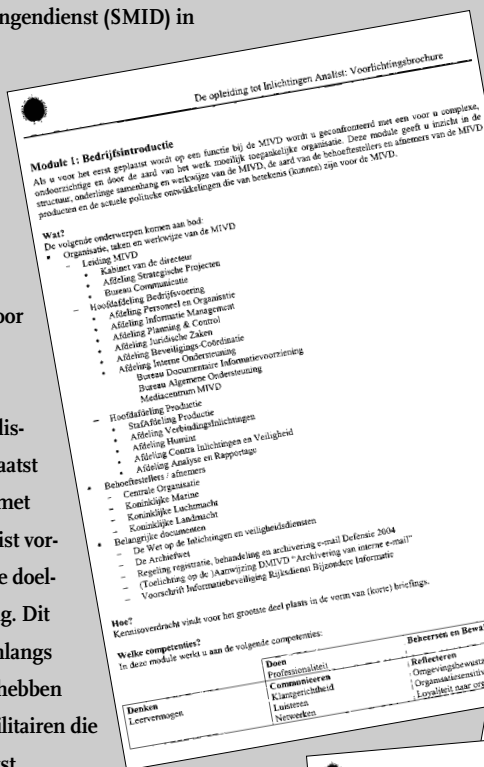 ngendienst (SMID) in
oor
lis-
aatst
met
ist vor-
e doel-
g. Dit
nlangs
hebben
ilitairen die
rst
De opleiding tot Inlichtingen Analist: Voorlichtingsbrochure
Module 1: Bedrijfsintroductie
Als u voor het eerst geplaatst wordt op een functie bij de MIVD wordt u geconfronteerd met een voor u complexe,
ondoorzichtige en door de aard van het werk moeilijk toegankelijke organisatie. Deze module geeft u inzicht in de
structuur, onderlinge samenhang en werkwijze van de MIVD, de aard van de behoeftestellers en afnemers van de MIVD
producten en de actuele politieke ontwikkelingen die van betekenis (kunnen) zijn voor de MIVD.
Wat?
De volgende onderwerpen komen aan bod:
• Organisatie, taken en werkwijze van de MIVD
– Leiding MIVD
• Kabinet van de directeur
• Afdeling Strategische Projecten
• Bureau Communicatie
– Hoofdafdeling Bedrijfsvoering
• Afdeling Personeel en Organisatie
• Afdeling Informatie Management
• Afdeling Planning & Control
• Afdeling Juridische Zaken
• Afdeling Beveiligings-Coördinatie
• Afdeling Interne Ondersteuning
Bureau Documentaire Informatievoorziening
Bureau Algemene Ondersteuning
Mediacentrum MIVD
– Hoofdafdeling Productie
• StafAfdeling Productie
• Afdeling VerbindingsInlichtingen
• Afdeling Humint
• Afdeling Contra Inlichtingen en Veiligheid
• Afdeling Analyse en Rapportage
• Behoeftestellers / afnemers
– Centrale Organisatie
– Koninklijke Marine
– Koninklijke Luchtmacht
– Koninklijke Landmacht
• Belangrijke documenten
– De Wet op de Inlichtingen en veiligheidsdiensten
– De Archiefwet
– Regeling registratie, behandeling en archivering e-mail Defensie 2004
– (Toelichting op de )Aanwijzing DMIVD "Archivering van interne e-mail"
– Voorschrift Informatiebeveiliging Rijksdienst Bijzondere Informatie
Hoe?
Kennisoverdracht vindt voor het grootste deel plaats in de vorm van (korte) briefings.
Welke competenties?
In deze module werkt u aan de volgende competenties:
Denken
Leervermogen
Doen
Professionaliteit
Communiceren
Klantgerichtheid
Luisteren
Netwerken
Beheersen en Bewa
Reflecteren
Omgevingsbewustz
Organisatiesensitiv
Loyaliteit naar org